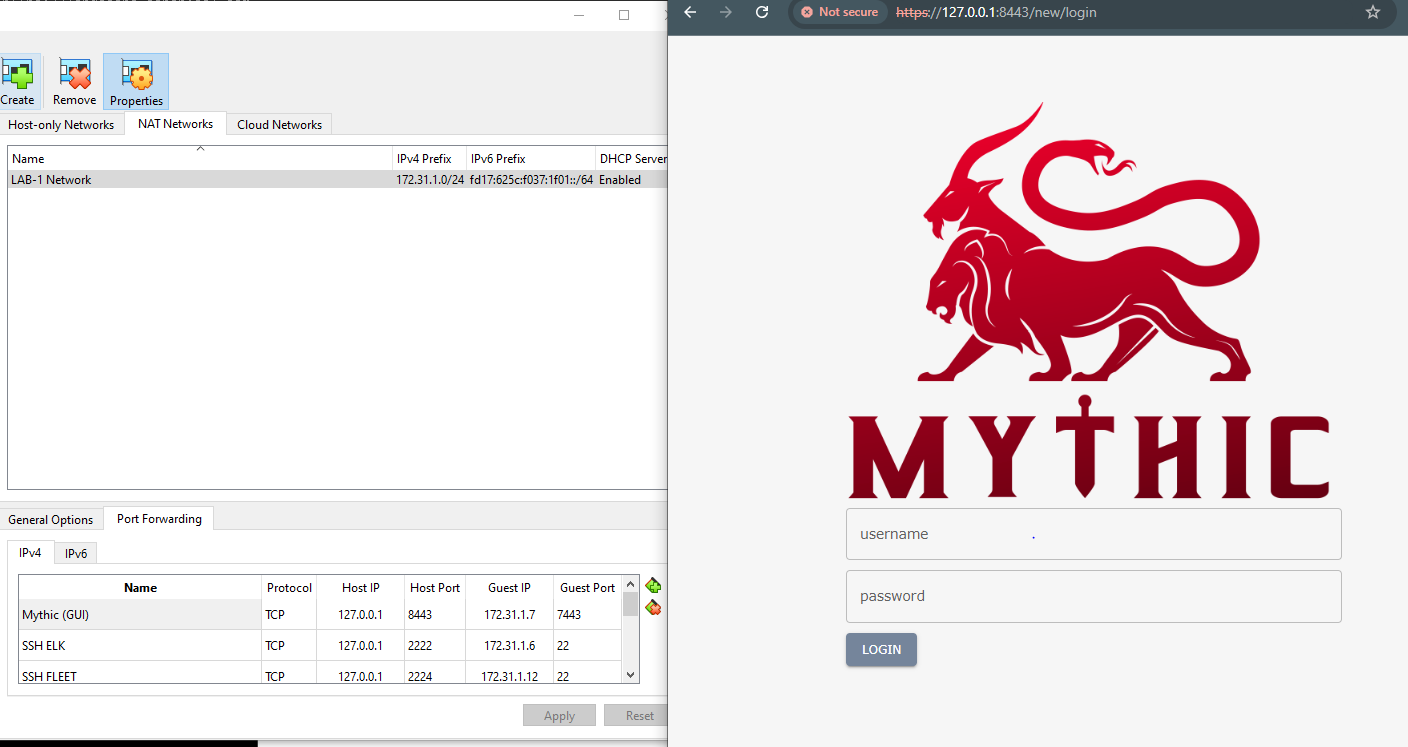 Create
Remove
Properties
Host-only Networks
NAT Networks
Cloud Networks
Name IPv4 Prefix IPv6 Prefix DHCP Server
LAB-1 Network 172.31.1.0/24 fd17:625c:f037:1f01::/64 Enabled
General Options
Port Forwarding
IPv4
IPv6
Name Protocol Host IP Host Port Guest IP Guest Port
Mythic (GUI) TCP 127.0.0.1 8443 172.31.1.7 7443
SSH ELK TCP 127.0.0.1 2222 172.31.1.6 22
SSH FLEET TCP 127.0.0.1 2224 172.31.1.12 22
Apply
Reset
Not secure https://127.0.0.1:8443/new/login
MYTHIC
username .
password
LOGIN